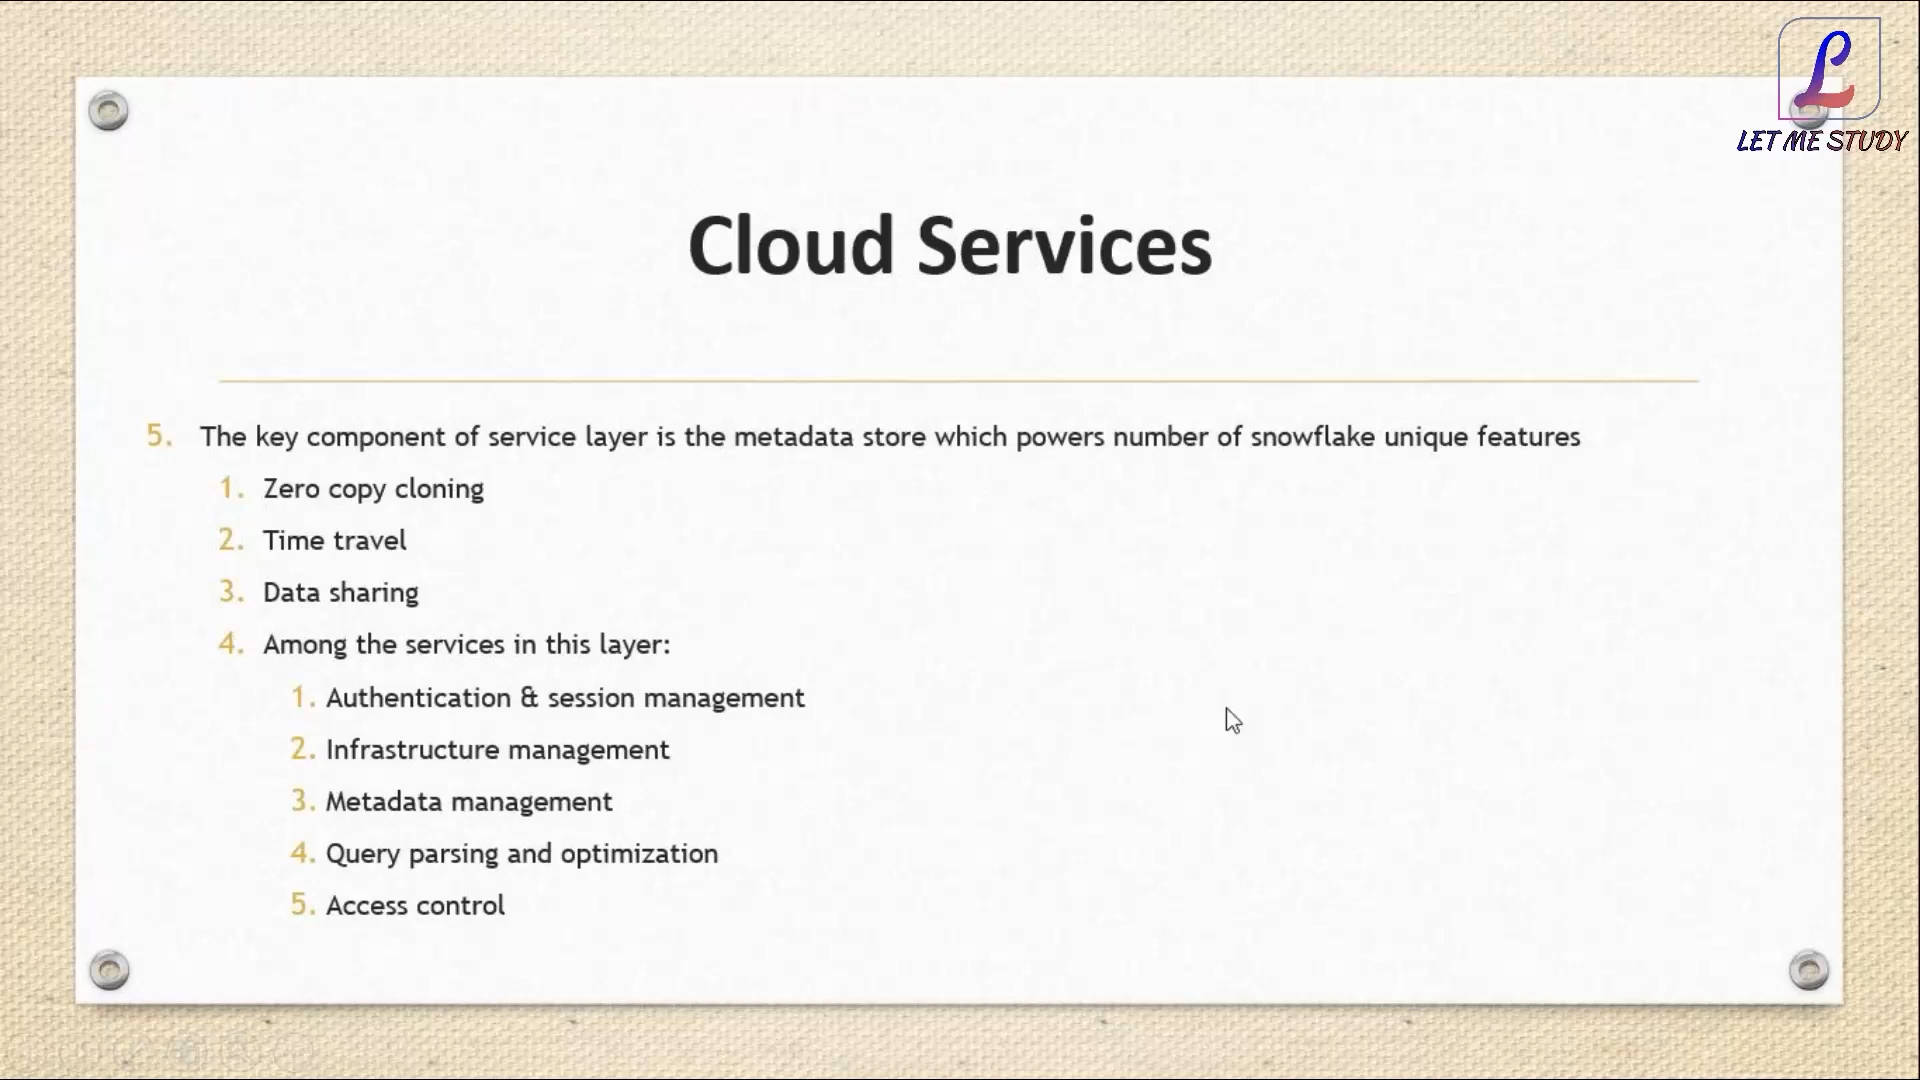 L
LET ME STUDY
Cloud Services
5. The key component of service layer is the metadata store which powers number of snowflake unique features
1. Zero copy cloning
2. Time travel
3. Data sharing
4. Among the services in this layer:
1. Authentication & session management
2. Infrastructure management
3. Metadata management
4. Query parsing and optimization
5. Access control